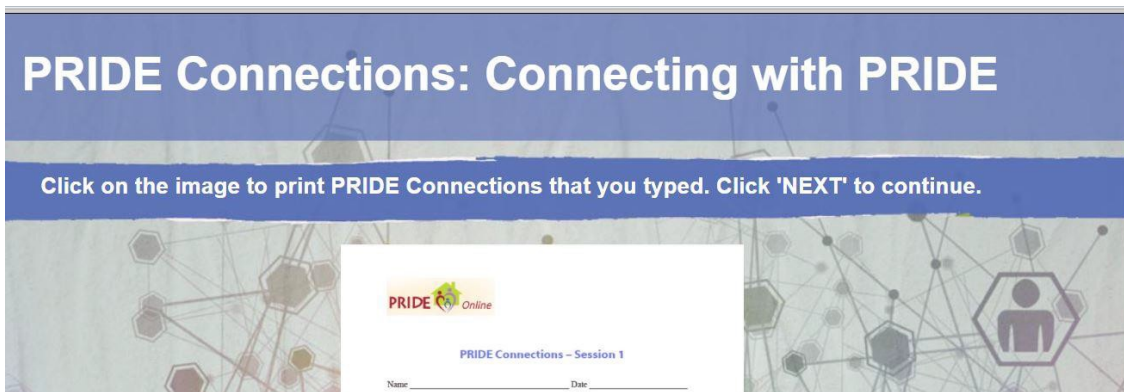 PRIDE Connections: Connecting with PRIDE
Click on the image to print PRIDE Connections that you typed. Click 'NEXT' to continue.
PRIDE Online
PRIDE Connections – Session 1
Name Date